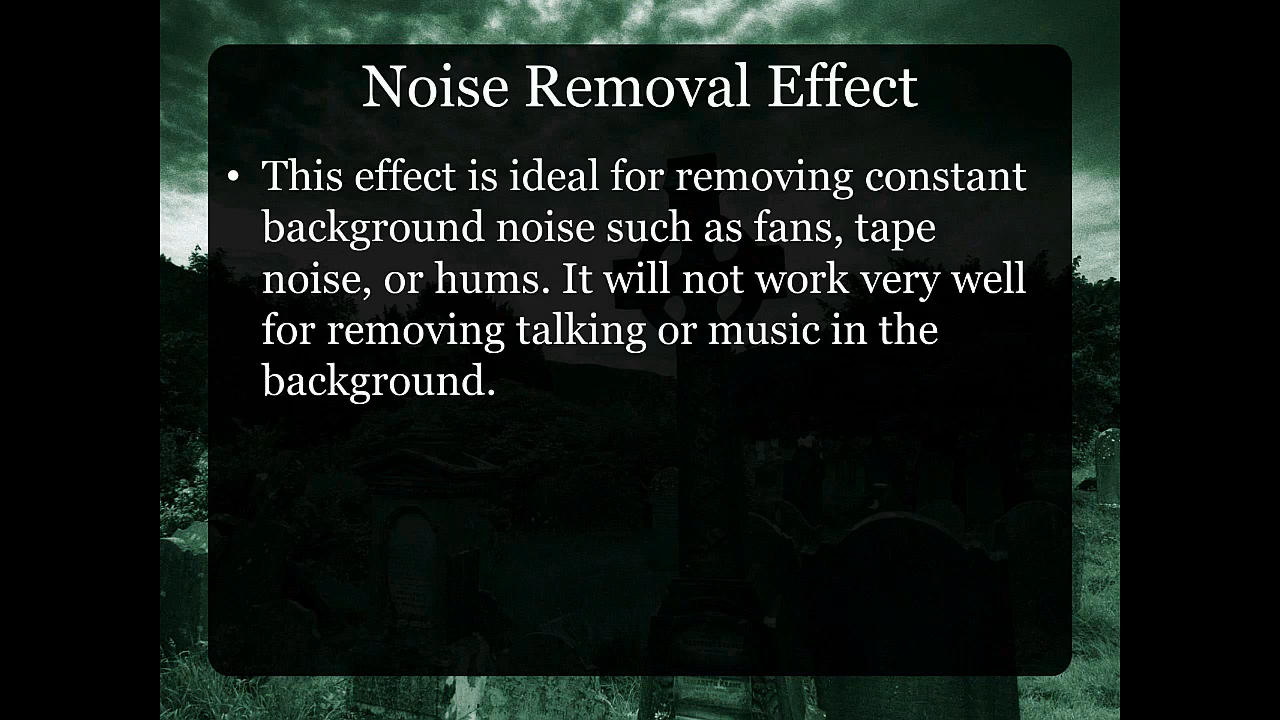 Noise Removal Effect
• This effect is ideal for removing constant
background noise such as fans, tape
noise, or hums. It will not work very well
for removing talking or music in the
background.